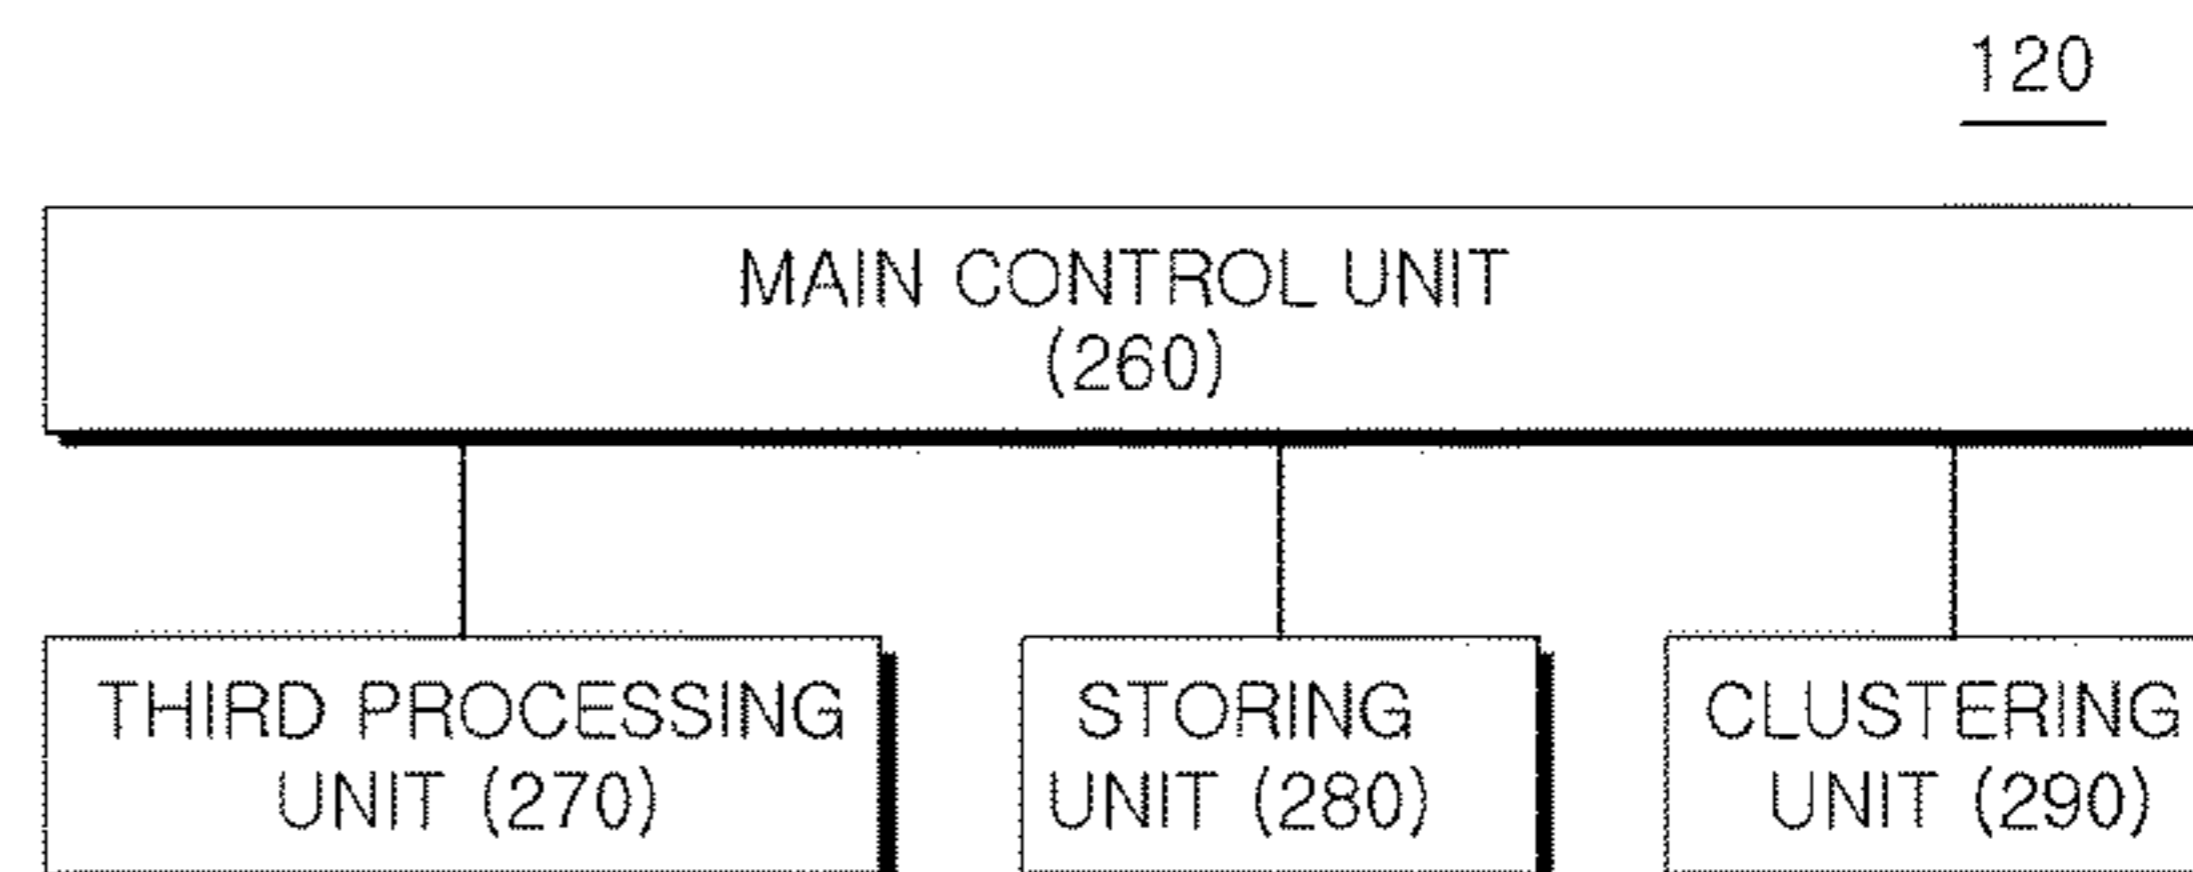 120
MAIN CONTROL UNIT
(260)
THIRD PROCESSING
UNIT (270)
STORING
UNIT (280)
CLUSTERING
UNIT (290)